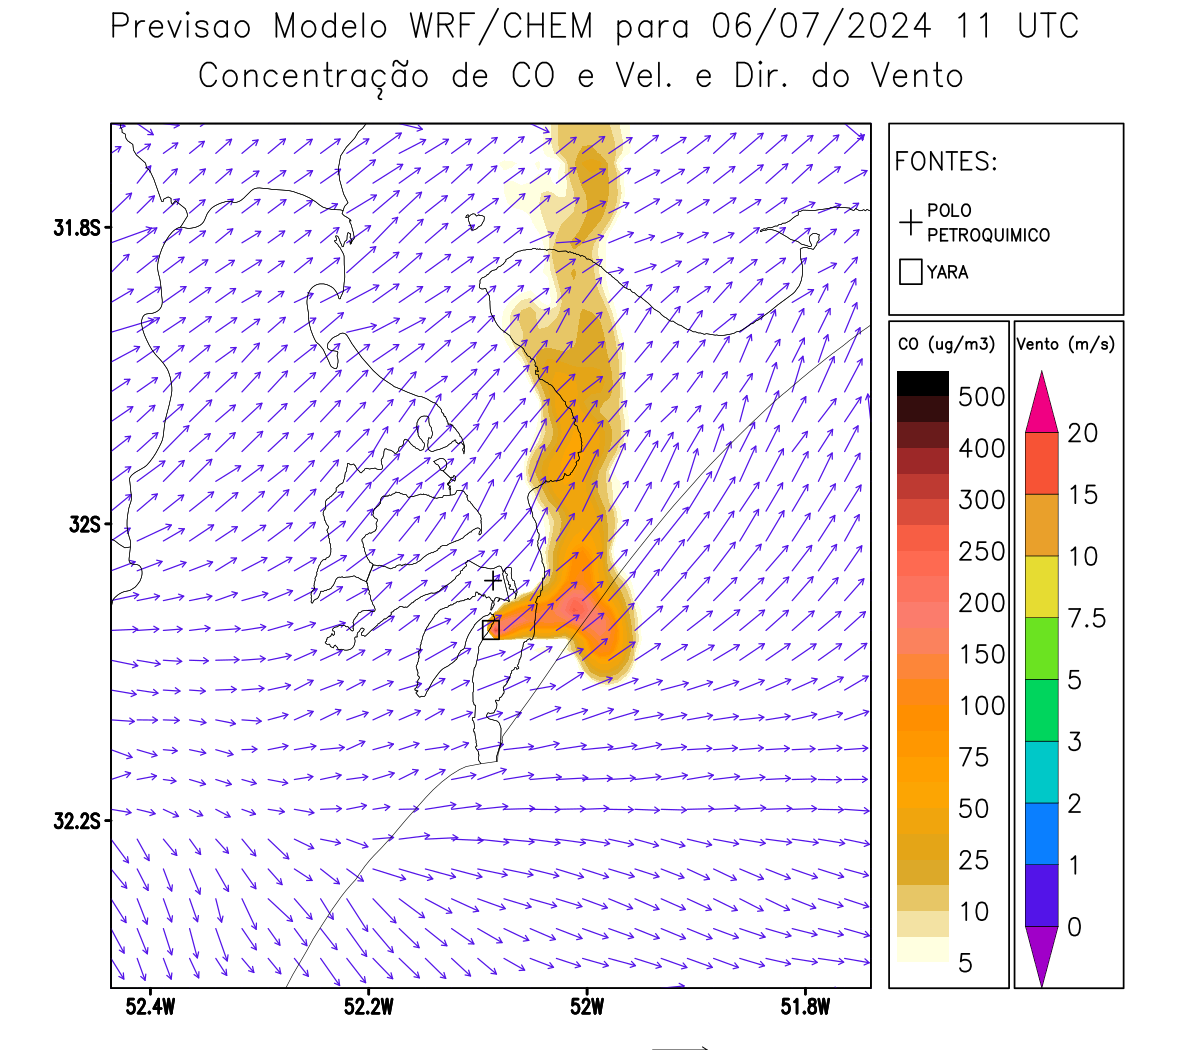 Previsao Modelo WRF/CHEM para 06/07/2024 11 UTC
Concentração de CO e Vel. e Dir. do Vento
FONTES:
POLO
PETROQUIMICO
YARA
CO (ug/m3)
500
400
300
250
200
150
100
75
50
25
10
5
Vento (m/s)
20
15
10
7.5
5
3
2
1
0
31.8S
32S
32.2S
52.4W
52.2W
52W
51.8W